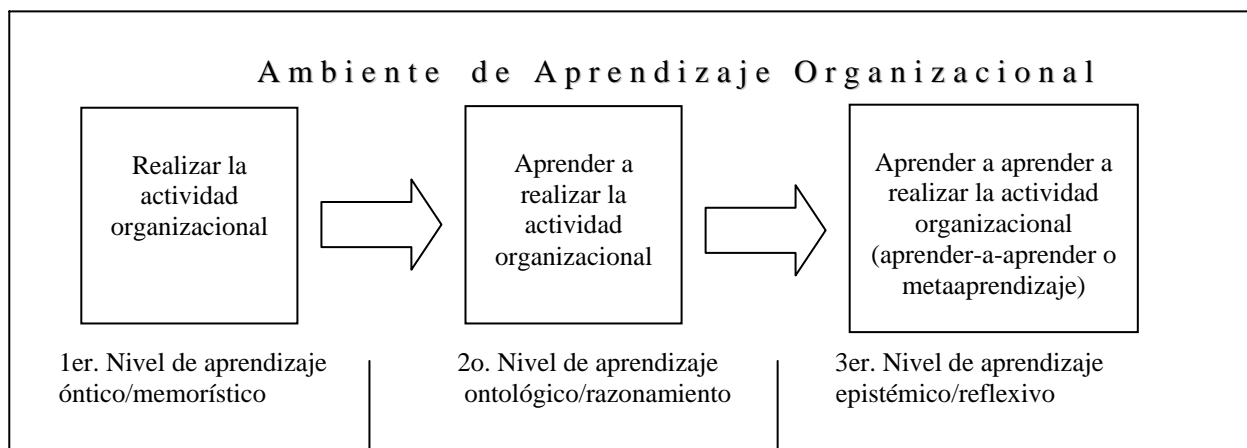 Ambiente de Aprendizaje Organizacional
Realizar la
actividad
organizacional
Aprender a
realizar la
actividad
organizacional
Aprender a aprender a
realizar la actividad
organizacional
(aprender-a-aprender o
metaaprendizaje)
1er. Nivel de aprendizaje
óntico/memorístico
2o. Nivel de aprendizaje
ontológico/razonamiento
3er. Nivel de aprendizaje
epistémico/reflexivo